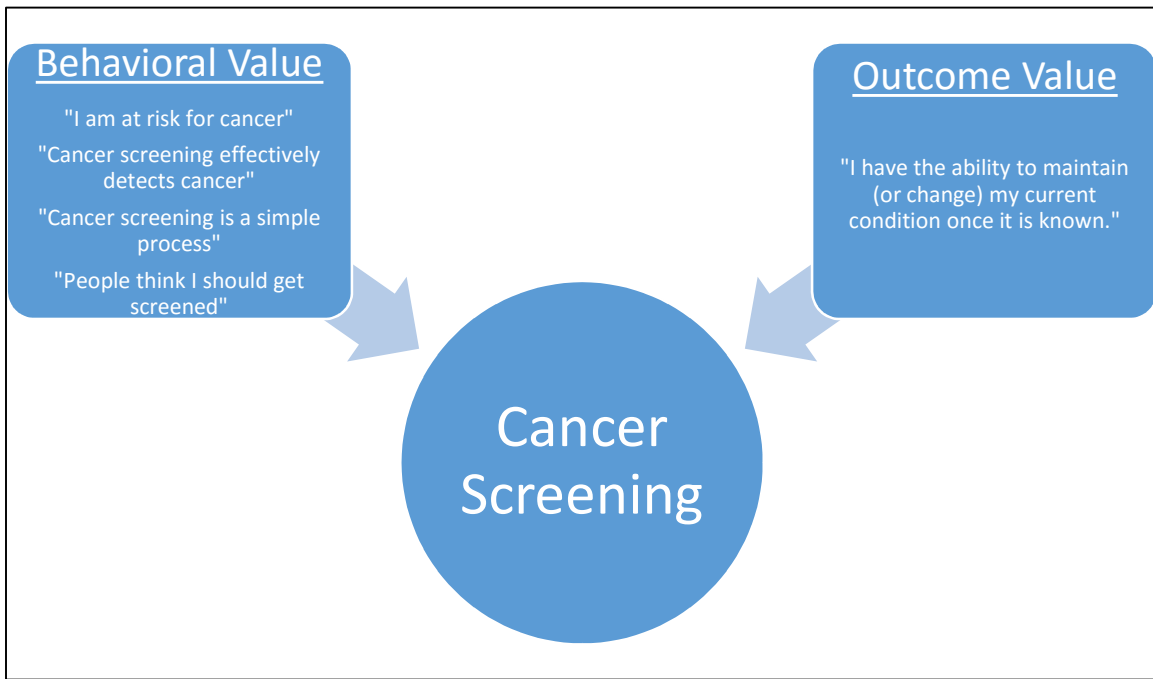 Behavioral Value
"I am at risk for cancer"
"Cancer screening effectively
detects cancer"
"Cancer screening is a simple
process"
"People think I should get
screened"
Outcome Value
"I have the ability to maintain
(or change) my current
condition once it is known."
Cancer
Screening